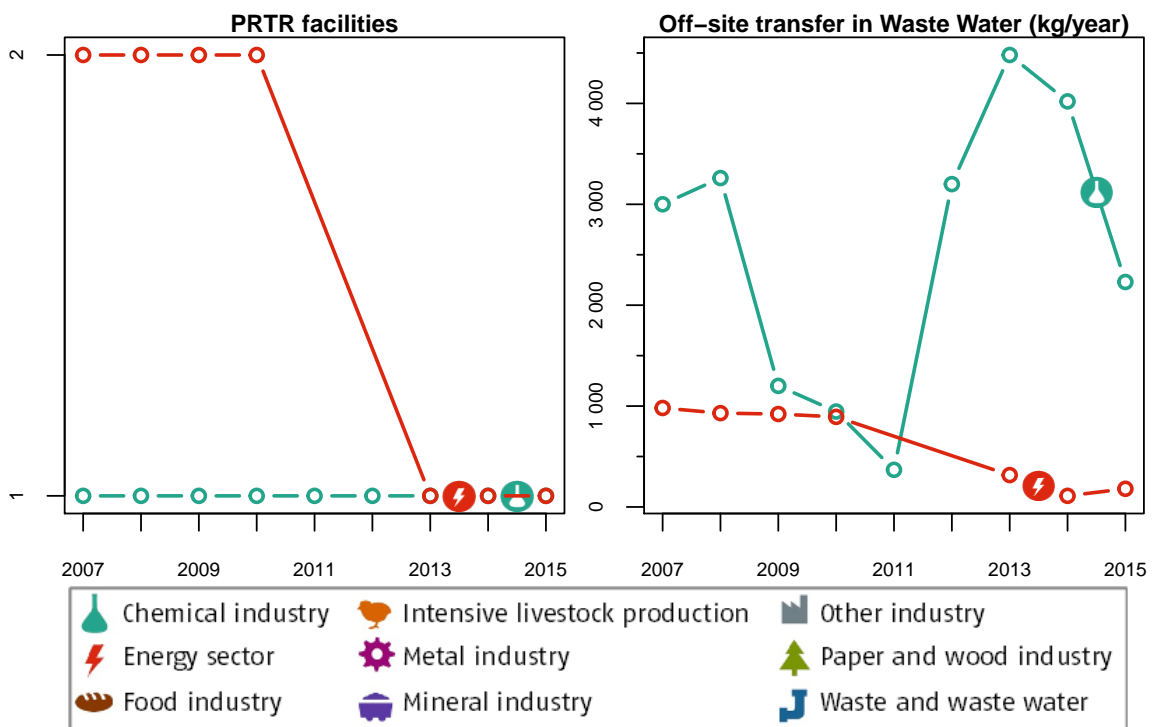 PRTR facilities
2
1
2007 2009 2011 2013 2015
Off−site transfer in Waste Water (kg/year)
4 000
3 000
2 000
1 000
0
2007 2009 2011 2013 2015
Chemical industry Intensive livestock production Other industry
Energy sector Metal industry Paper and wood industry
Food industry Mineral industry Waste and waste water